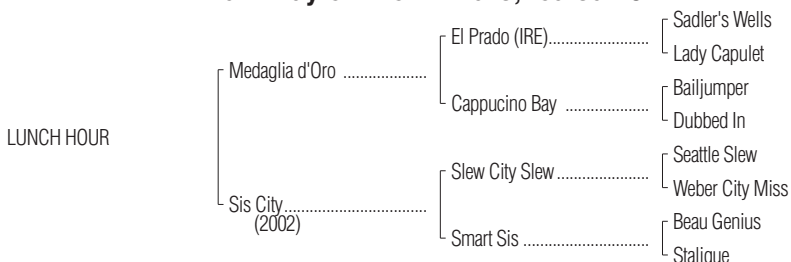 Sadler's Wells
El Prado (IRE)
Lady Capulet
Medaglia d'Oro
Bailjumper
Cappucino Bay
Dubbed In
LUNCH HOUR
Seattle Slew
Slew City Slew
Weber City Miss
Sis City
(2002)
Beau Genius
Smart Sis
Stalique